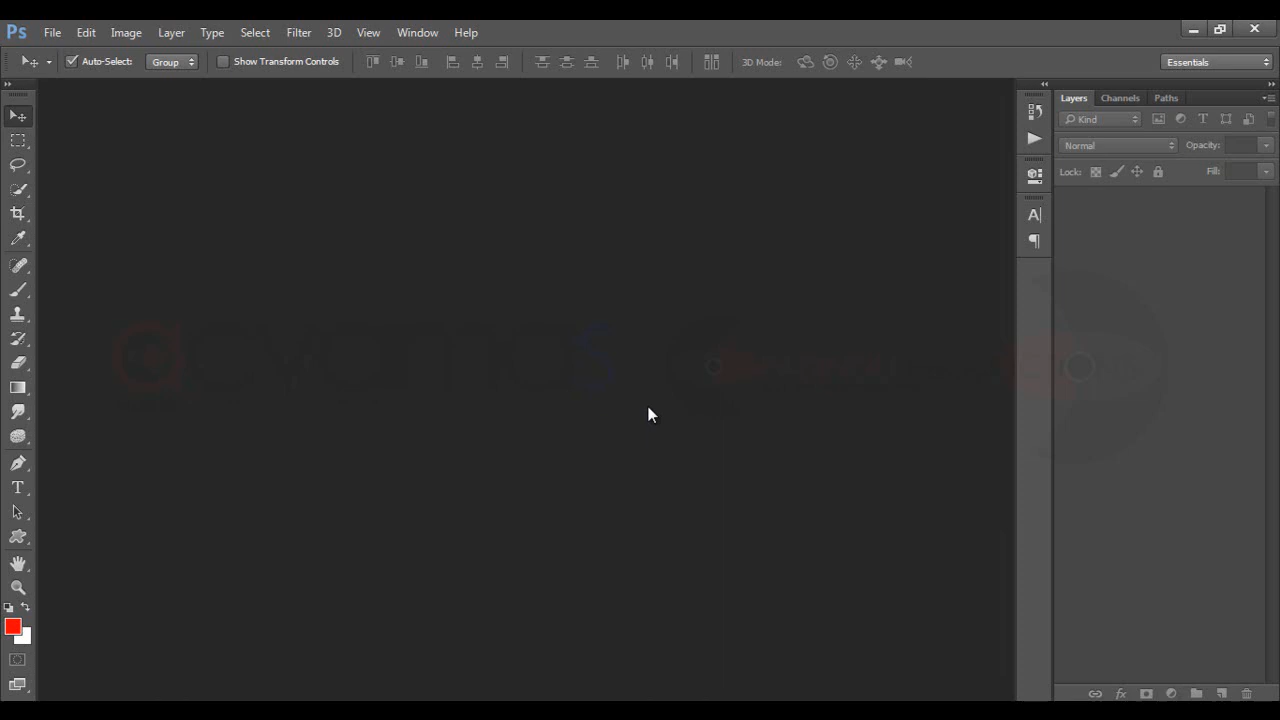 Ps File Edit Image Layer Type Select Filter 3D View Window Help
Auto-Select: Group Show Transform Controls 3D Mode: Essentials
Layers Channels Paths
Kind
Normal Opacity:
Lock: Fill: